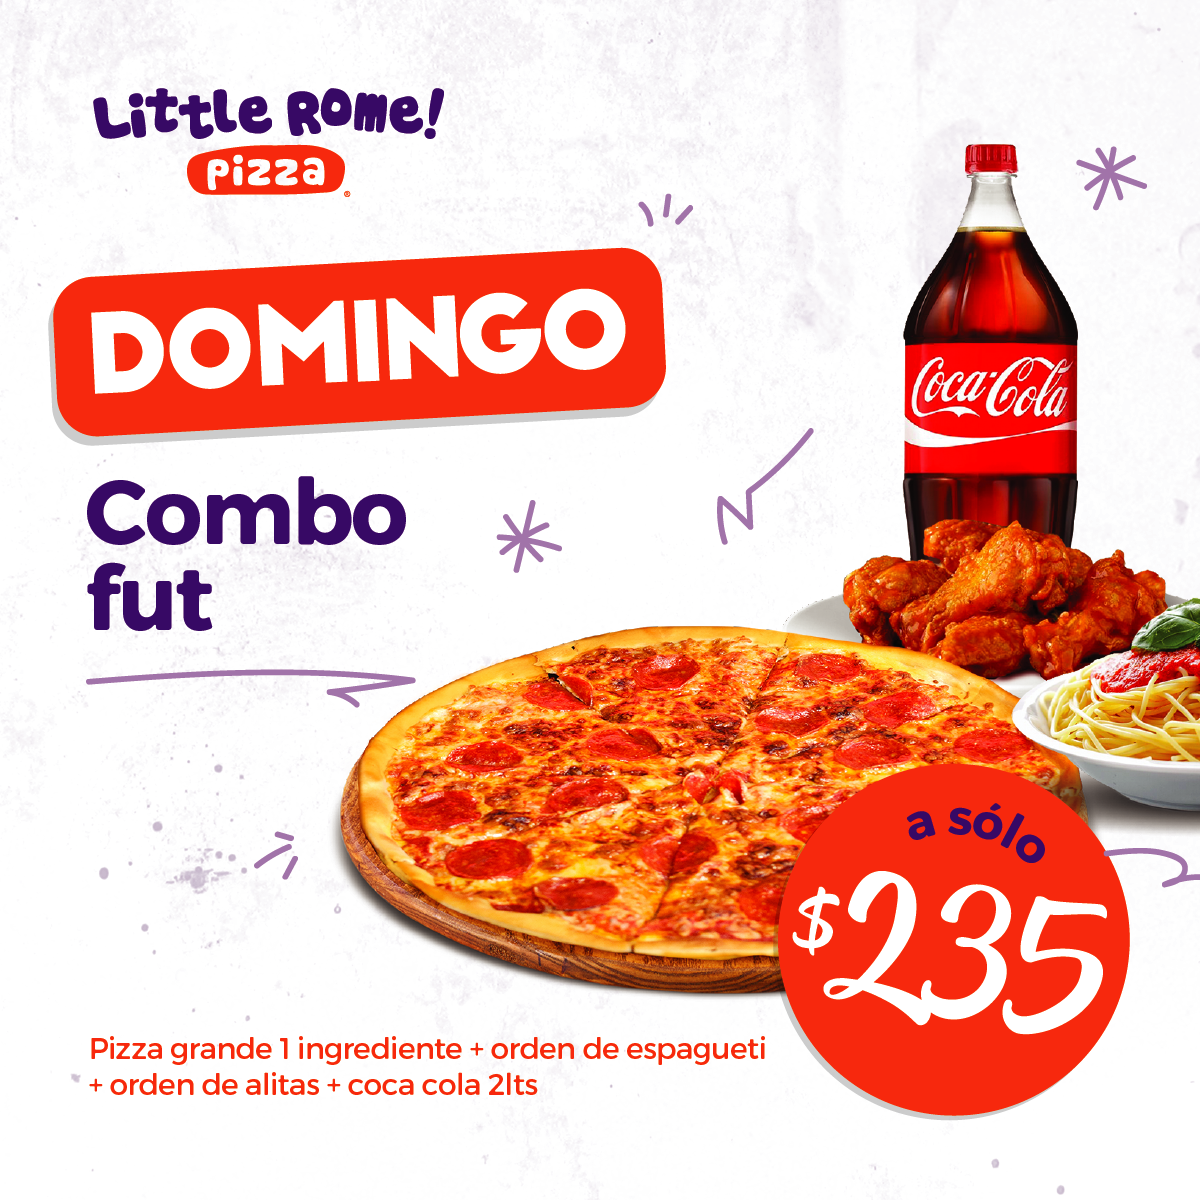 Little Rome!
pizza
®
DOMINGO
Combo
fut
Coca-Cola
a sólo
$235
Pizza grande 1 ingrediente + orden de espagueti
+ orden de alitas + coca cola 2lts